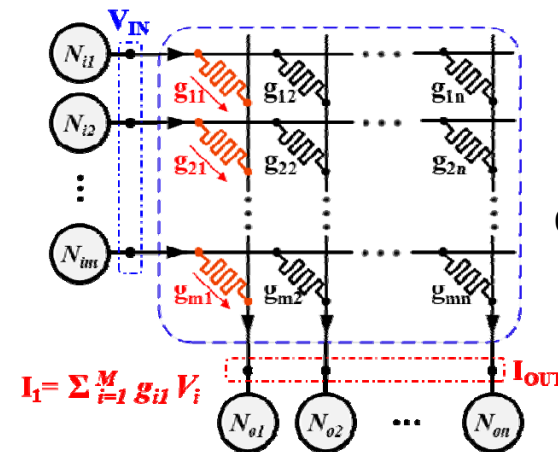 V_IN
N_i1
g_11 g_12 ... g_1n
N_i2
g_21 g_22 g_2n
N_im
g_m1 g_m2 g_mn
I_OUT
I_1= Σ^M_i=1 g_i1 V_i
N_o1 N_o2 ... N_on
(